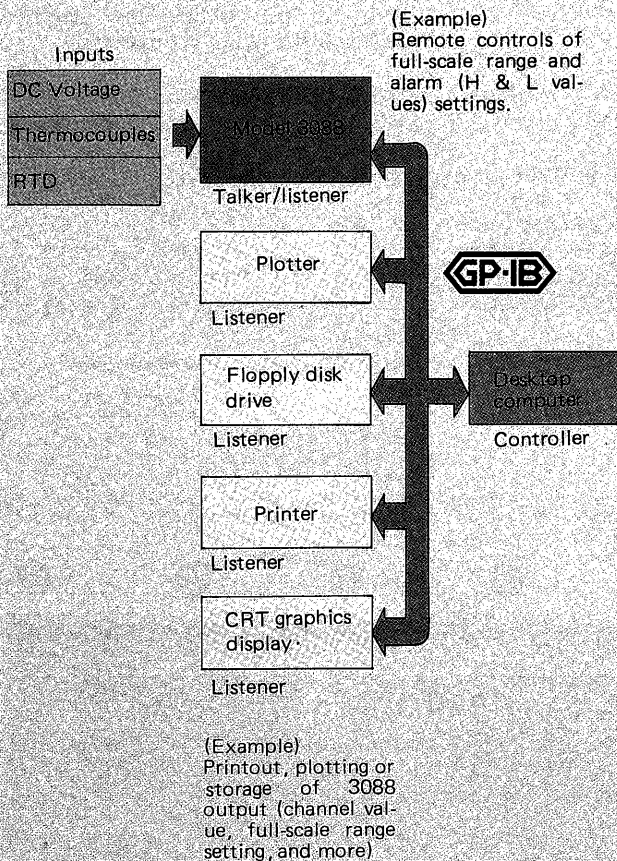 (Example)
Remote controls of
full-scale range and
alarm (H & L val-
ues) settings.
Inputs
DC Voltage
Thermocouples
RTD
Model 3088
Talker/listener
Plotter
Listener
GP-IB
Flopply disk
drive
Listener
Desktop
computer
Controller
Printer
Listener
CRT graphics
display
Listener
(Example)
Printout, plotting or
storage of 3088
output (channel val-
ue, full-scale range
setting, and more)